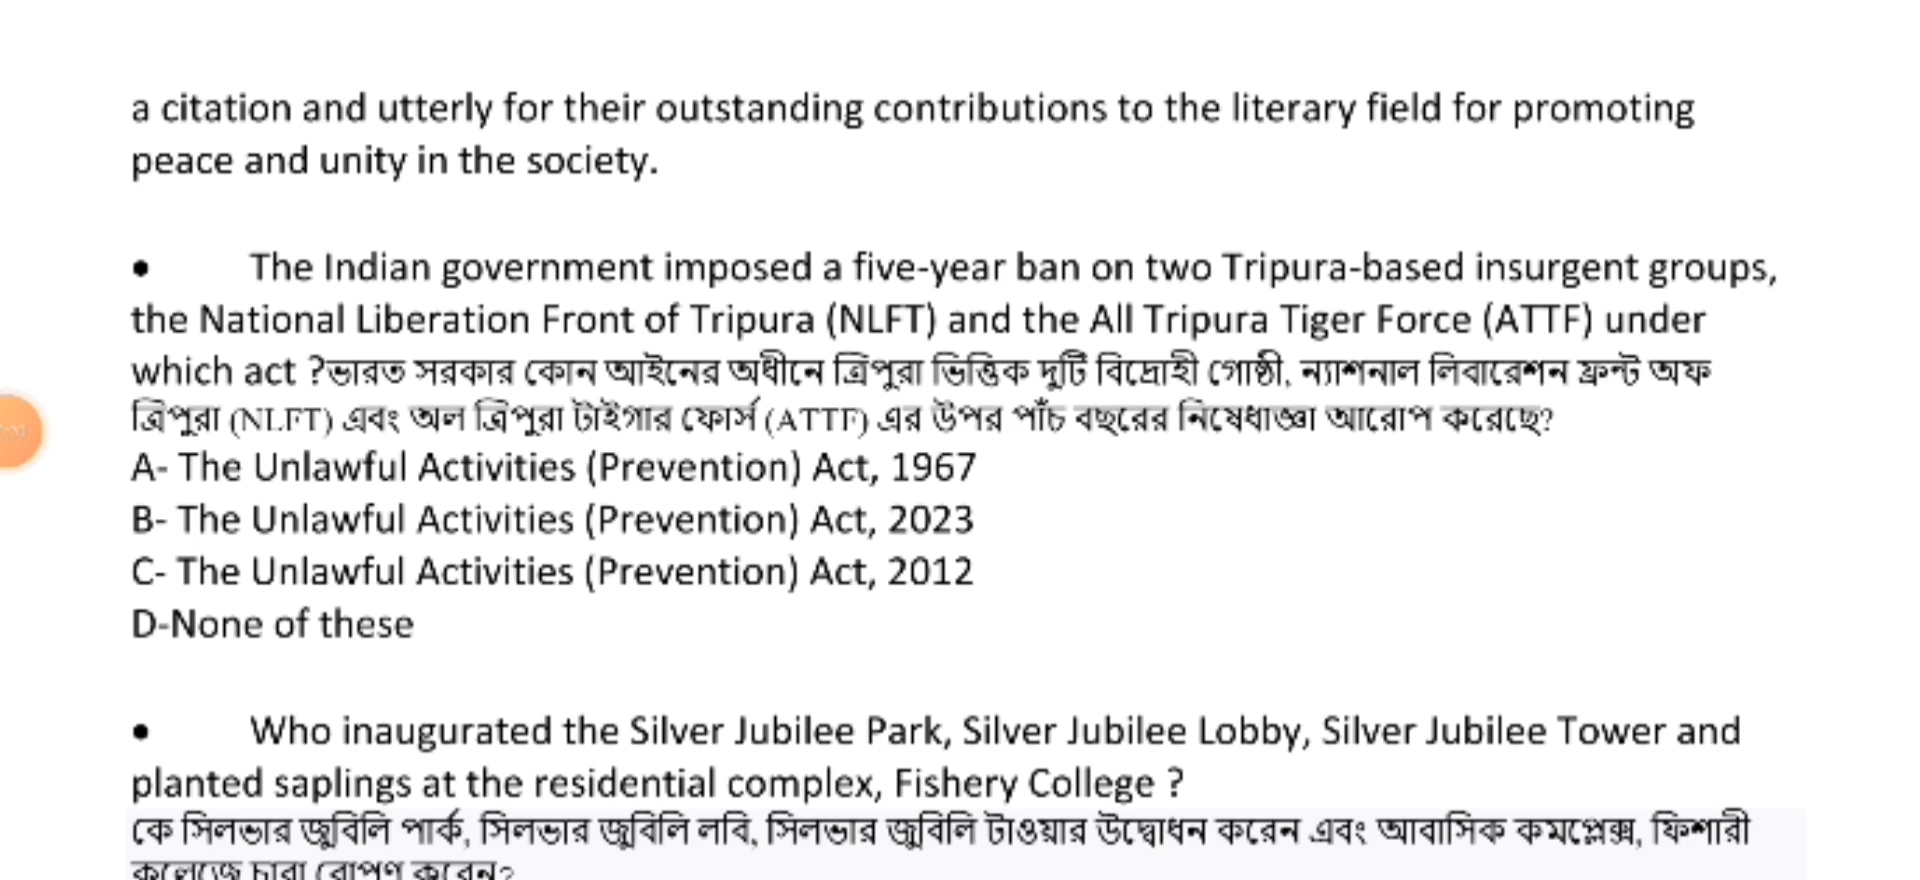 a citation and utterly for their outstanding contributions to the literary field for promoting
peace and unity in the society.
• The Indian government imposed a five-year ban on two Tripura-based insurgent groups,
the National Liberation Front of Tripura (NLFT) and the All Tripura Tiger Force (ATTF) under
which act ?ভারত সরকার কোন আইনের অধীনে ত্রিপুরা ভিত্তিক দুটি বিদ্রোহী গোষ্ঠী, ন্যাশনাল লিবারেশন ফ্রন্ট অফ
ত্রিপুরা (NLFT) এবং অল ত্রিপুরা টাইগার ফোর্স (ATTF) এর উপর পাঁচ বছরের নিষেধাজ্ঞা আরোপ করেছে?
A- The Unlawful Activities (Prevention) Act, 1967
B- The Unlawful Activities (Prevention) Act, 2023
C- The Unlawful Activities (Prevention) Act, 2012
D-None of these
• Who inaugurated the Silver Jubilee Park, Silver Jubilee Lobby, Silver Jubilee Tower and
planted saplings at the residential complex, Fishery College ?
কে সিলভার জুবিলি পার্ক, সিলভার জুবিলি লবি, সিলভার জুবিলি টাওয়ার উদ্বোধন করেন এবং আবাসিক কমপ্লেক্স, ফিশারী
কলেজে চারা রোপণ করেন?